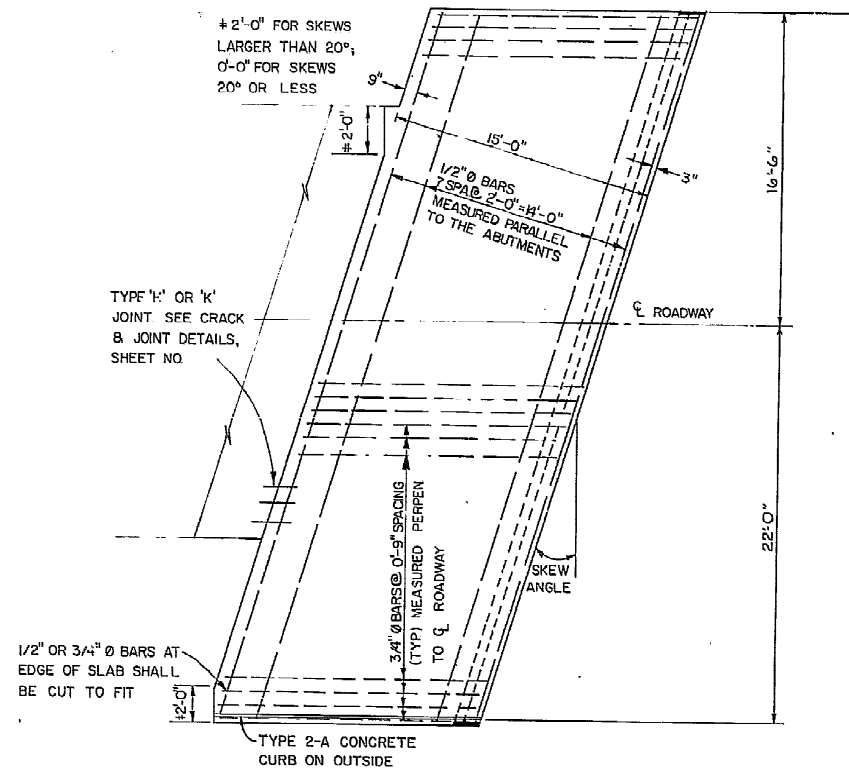 ‡2'-0" FOR SKEWS
LARGER THAN 20°;
0'-0" FOR SKEWS
20° OR LESS
9"
‡2'-0"
15'-0"
3"
1/2" Ø BARS
7 SPA@ 2'-0"=14'-0"
MEASURED PARALLEL
TO THE ABUTMENTS
16'-6"
TYPE 'H' OR 'K'
JOINT SEE CRACK
& JOINT DETAILS,
SHEET NO.
℄ ROADWAY
3/4" Ø BARS@ 0'-9" SPACING
(TYP.) MEASURED PERPEN.
TO ℄ ROADWAY
22'-0"
SKEW
ANGLE
1/2" OR 3/4" Ø BARS AT
EDGE OF SLAB SHALL
BE CUT TO FIT
‡2'-0"
TYPE 2-A CONCRETE
CURB ON OUTSIDE